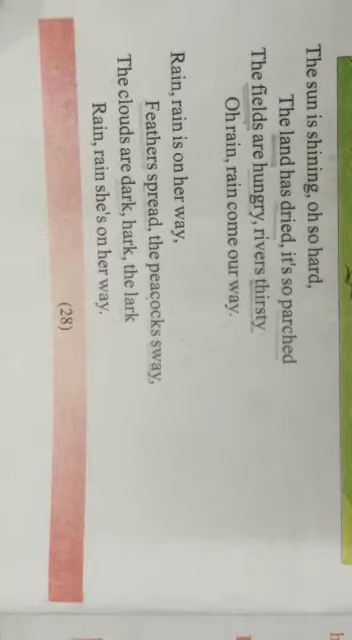 The sun is shining, oh so hard,
The land has dried, it's so parched
The fields are hungry, rivers thirsty
Oh rain, rain come our way.
Rain, rain is on her way,
Feathers spread, the peacocks sway,
The clouds are dark, hark, the lark
Rain, rain she's on her way.
(28)